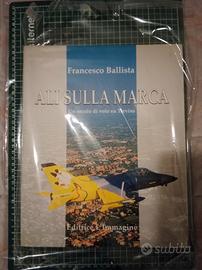 Francesco Ballista
ALI SULLA MARCA
Un secolo di volo su Treviso
Editrice L'Immagine
subito